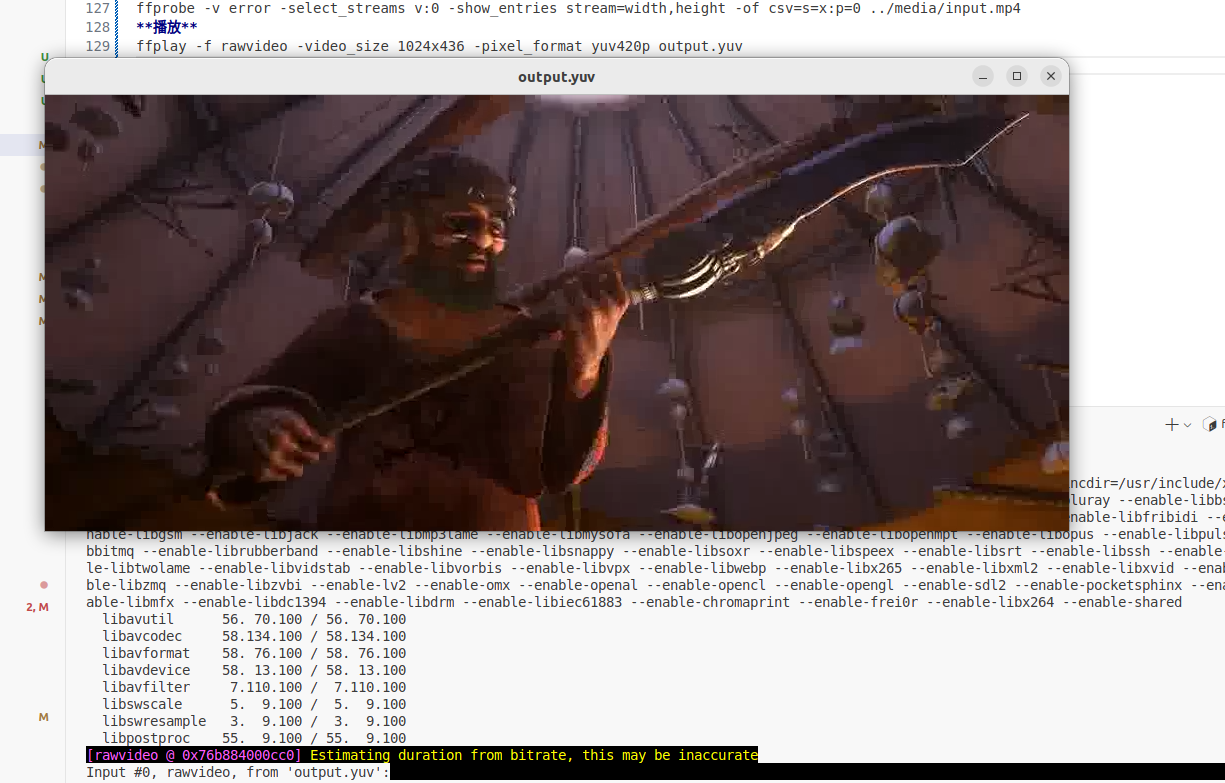 127 ffprobe -v error -select_streams v:0 -show_entries stream=width,height -of csv=s=x:p=0 ../media/input.mp4
128 **播放**
129 ffplay -f rawvideo -video_size 1024x436 -pixel_format yuv420p output.yuv
U
output.yuv
M
M
M
M
ncdir=/usr/include/x
luray --enable-libbs
enable-libfribidi --e
nable-libgsm --enable-libjack --enable-libmp3lame --enable-libmysofa --enable-libopenjpeg --enable-libopenmpt --enable-libopus --enable-libpuls
bbitmq --enable-librubberband --enable-libshine --enable-libsnappy --enable-libsoxr --enable-libspeex --enable-libsrt --enable-libssh --enable-
le-libtwolame --enable-libvidstab --enable-libvorbis --enable-libvpx --enable-libwebp --enable-libx265 --enable-libxml2 --enable-libxvid --enab
ble-libzmq --enable-libzvbi --enable-lv2 --enable-omx --enable-openal --enable-opencl --enable-opengl --enable-sdl2 --enable-pocketsphinx --ena
2, M able-libmfx --enable-libdc1394 --enable-libdrm --enable-libiec61883 --enable-chromaprint --enable-frei0r --enable-libx264 --enable-shared
libavutil 56. 70.100 / 56. 70.100
libavcodec 58.134.100 / 58.134.100
libavformat 58. 76.100 / 58. 76.100
libavdevice 58. 13.100 / 58. 13.100
libavfilter 7.110.100 / 7.110.100
libswscale 5. 9.100 / 5. 9.100
M libswresample 3. 9.100 / 3. 9.100
libpostproc 55. 9.100 / 55. 9.100
[rawvideo @ 0x76b884000cc0] Estimating duration from bitrate, this may be inaccurate
Input #0, rawvideo, from 'output.yuv':